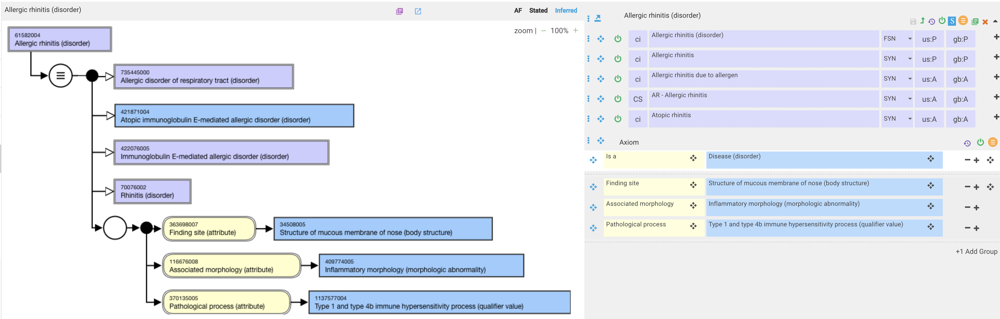 Allergic rhinitis (disorder)
AF Stated Inferred
zoom | − 100% +
61582004
Allergic rhinitis (disorder)
735445000
Allergic disorder of respiratory tract (disorder)
421871004
Atopic immunoglobulin E-mediated allergic disorder (disorder)
422076005
Immunoglobulin E-mediated allergic disorder (disorder)
70076002
Rhinitis (disorder)
363698007
Finding site (attribute)
34508005
Structure of mucous membrane of nose (body structure)
116676008
Associated morphology (attribute)
409774005
Inflammatory morphology (morphologic abnormality)
370135005
Pathological process (attribute)
1137577004
Type 1 and type 4b immune hypersensitivity process (qualifier value)
Allergic rhinitis (disorder)
S
ci Allergic rhinitis (disorder) FSN us:P gb:P
ci Allergic rhinitis SYN us:P gb:P
ci Allergic rhinitis due to allergen SYN us:A gb:A
CS AR - Allergic rhinitis SYN us:A gb:A
ci Atopic rhinitis SYN us:A gb:A
Axiom
Is a Disease (disorder)
Finding site Structure of mucous membrane of nose (body structure)
Associated morphology Inflammatory morphology (morphologic abnormality)
Pathological process Type 1 and type 4b immune hypersensitivity process (qualifier value)
+1 Add Group